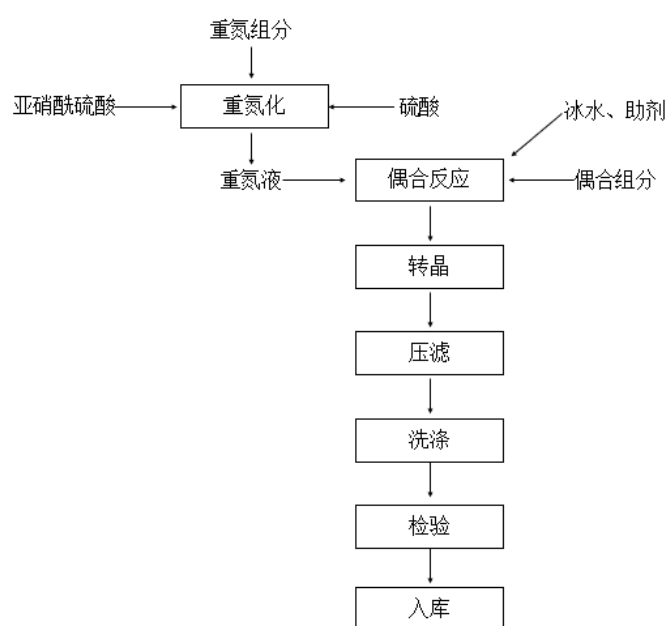 重氮组分
亚硝酰硫酸
重氮化
硫酸
冰水、助剂
重氮液
偶合反应
偶合组分
转晶
压滤
洗涤
检验
入库